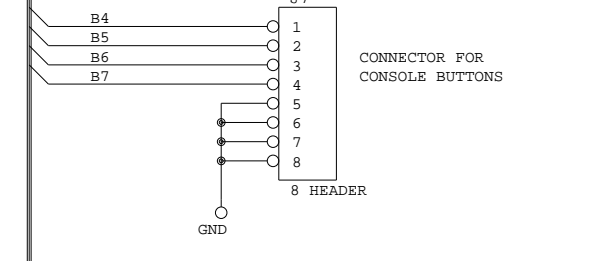 B4
B5
B6
B7
1
2
3
4
5
6
7
8
CONNECTOR FOR
CONSOLE BUTTONS
8 HEADER
GND